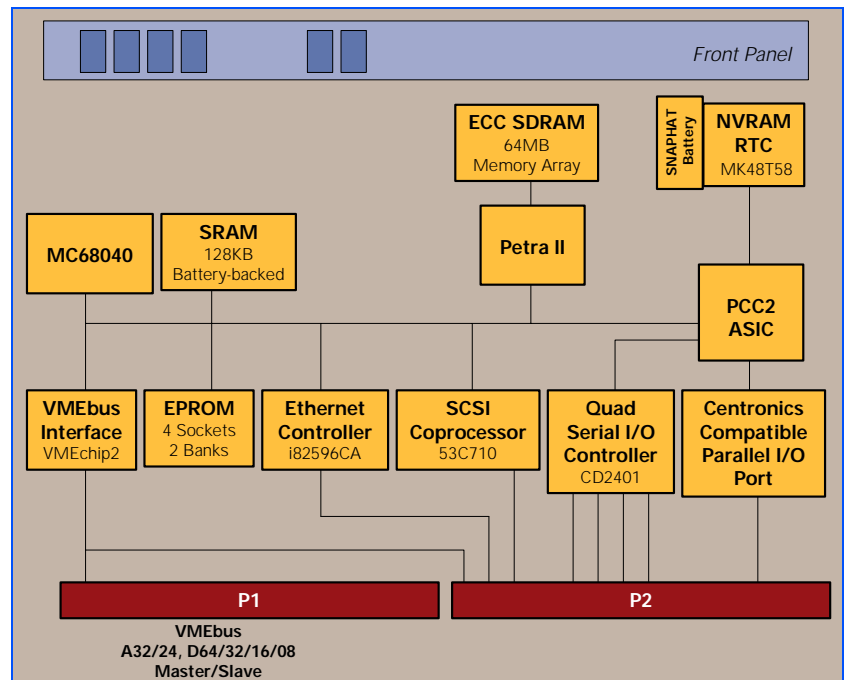 Front Panel
ECC SDRAM
64MB
Memory Array
SNAPHAT
Battery
NVRAM
RTC
MK48T58
MC68040
SRAM
128KB
Battery-backed
Petra II
PCC2
ASIC
VMEbus
Interface
VMEchip2
EPROM
4 Sockets
2 Banks
Ethernet
Controller
i82596CA
SCSI
Coprocessor
53C710
Quad
Serial I/O
Controller
CD2401
Centronics
Compatible
Parallel I/O
Port
P1
P2
VMEbus
A32/24, D64/32/16/08
Master/Slave